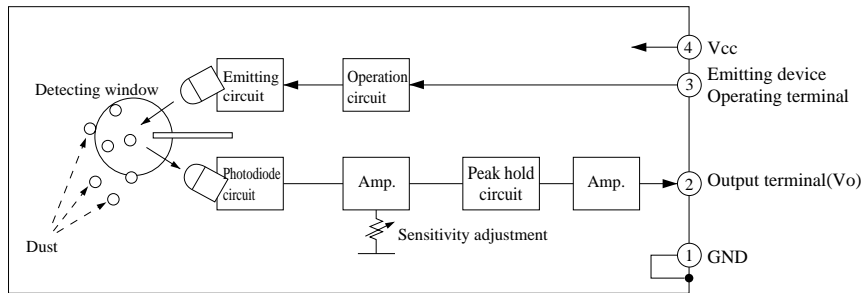 4 Vcc
Emitting circuit
Operation circuit
3 Emitting device
Operating terminal
Detecting window
Photodiode circuit
Amp.
Peak hold circuit
Amp.
2 Output terminal(Vo)
Sensitivity adjustment
Dust
1 GND